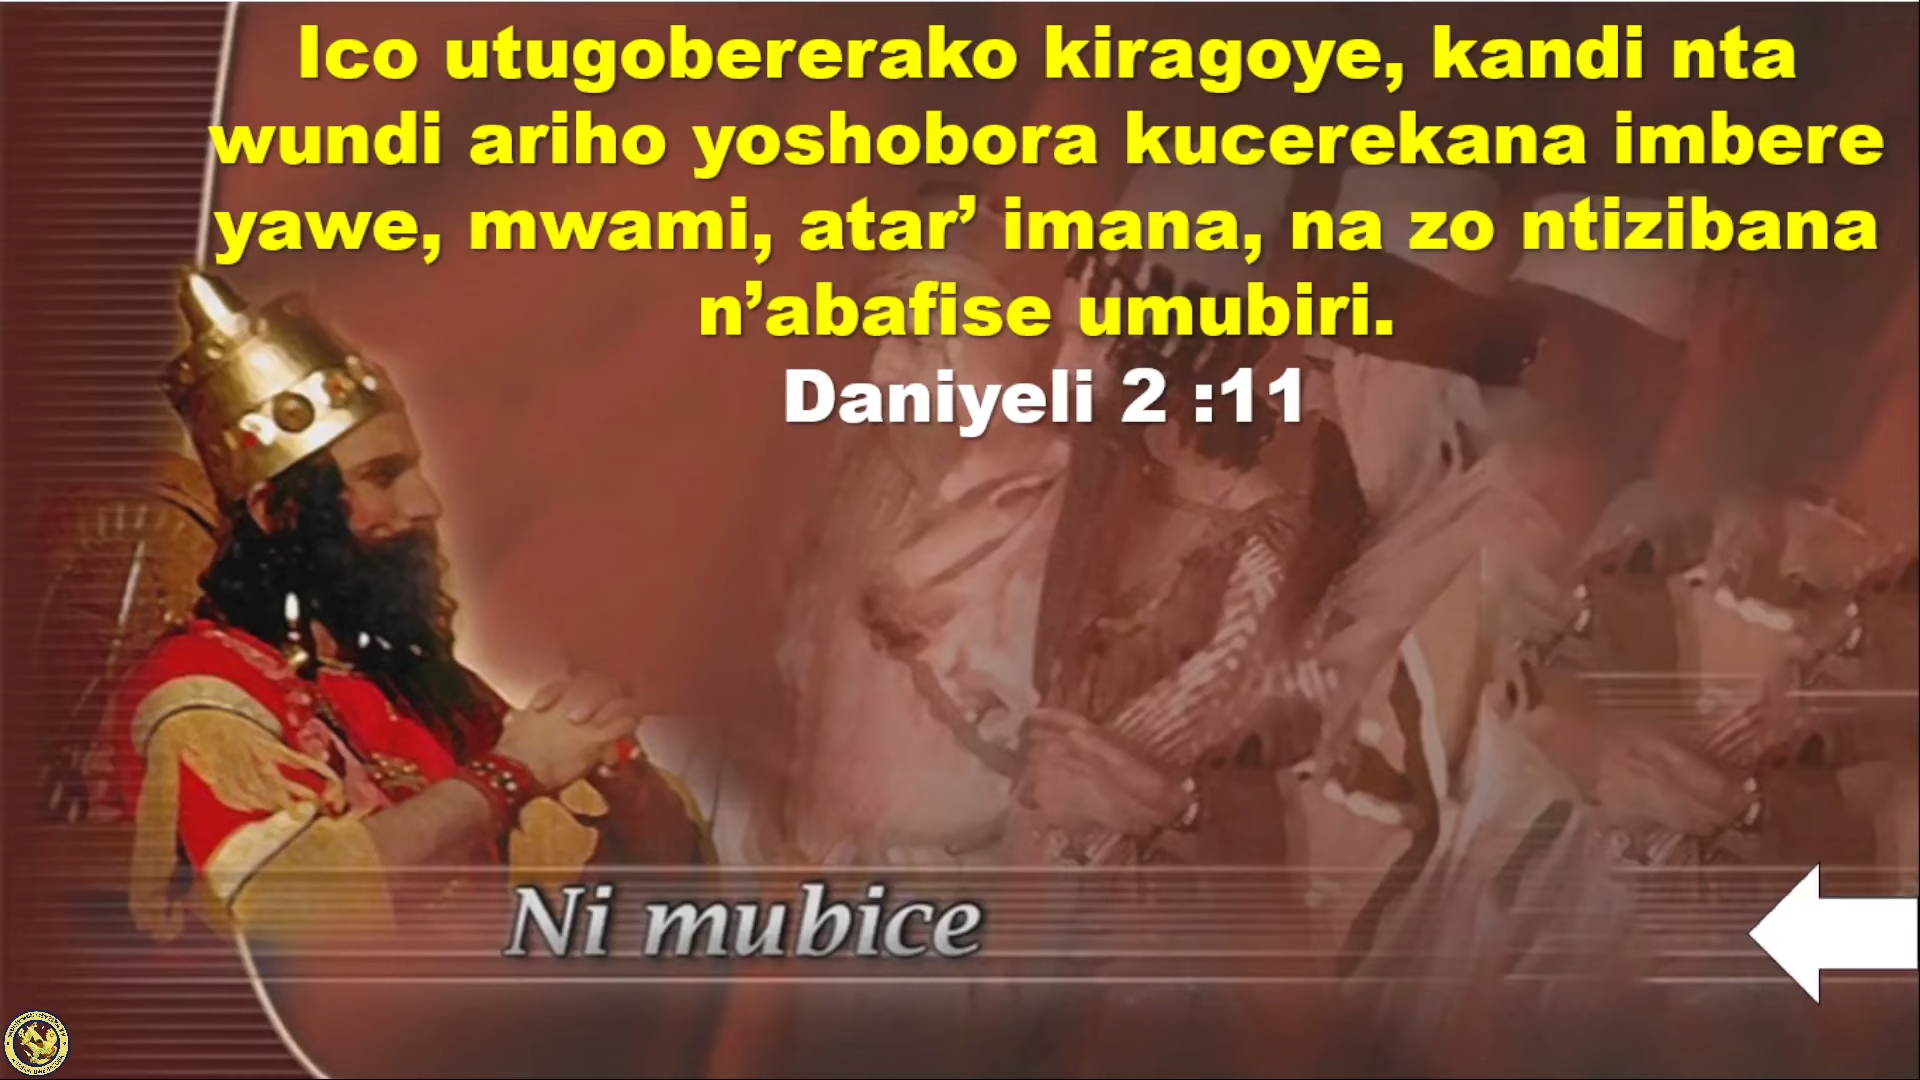 Ico utugobererako kiragoye, kandi nta
wundi ariho yoshobora kucerekana imbere
yawe, mwami, atar’ imana, na zo ntizibana
n’abafise umubiri.
Daniyeli 2 :11
Ni mubice